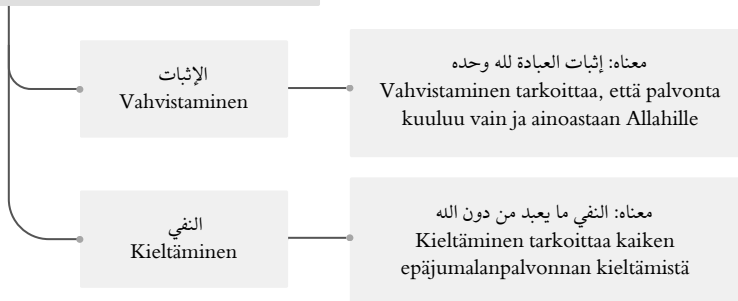 الإثبات
Vahvistaminen
معناه: إثبات العبادة لله وحده
Vahvistaminen tarkoittaa, että palvonta
kuuluu vain ja ainoastaan Allahille
النفي
Kieltäminen
معناه: النفي ما يعبد من دون الله
Kieltäminen tarkoittaa kaiken
epäjumalanpalvonnan kieltämistä